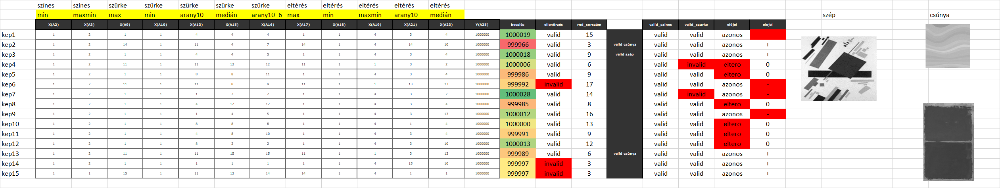 színes színes szürke szürke szürke szürke szürke eltérés eltérés eltérés eltérés eltérés
min maxmin max min arany10 medián arany10_6 max min maxmin arany10 medián szép csúnya
X(A2) X(A3) X(A9) X(A10) X(A13) X(A15) X(A16) X(A17) X(A18) X(A19) X(A21) X(A23) Y(A25) becslés ellenőrzés rnd_sorszám valid_szines valid_szurke előjel elojel
kep1 1 2 1 1 4 4 4 1 1 4 3 4 1000000 1000019 valid 15 valid valid azonos -
kep2 1 2 14 1 11 4 7 14 1 4 14 10 1000000 999966 valid 3 valid csúnya valid valid azonos +
kep3 1 2 1 1 4 4 5 1 1 4 3 4 1000000 1000018 valid 9 valid szép valid valid azonos +
kep4 1 2 11 1 11 12 12 11 1 1 3 2 1000000 1000006 valid 6 valid invalid eltero 0
kep5 1 2 1 1 8 8 11 1 1 4 3 4 1000000 999986 valid 9 valid valid eltero 0
kep6 1 2 11 1 11 8 9 11 1 1 13 13 1000000 999992 invalid 17 valid valid azonos -
kep7 1 2 1 1 1 2 2 1 1 4 3 2 1000000 1000028 valid 14 valid invalid azonos -
kep8 1 2 1 1 4 12 12 1 1 4 3 4 1000000 999985 valid 8 valid valid eltero 0
kep9 1 2 1 1 1 4 5 1 1 4 3 13 1000000 1000012 valid 16 valid valid azonos -
kep10 1 2 1 1 8 8 8 1 1 4 1 4 1000000 1000000 valid 13 valid valid eltero 0
kep11 1 2 1 1 4 8 10 1 1 4 3 4 1000000 999991 valid 9 valid valid eltero 0
kep12 1 2 1 1 8 2 2 1 1 4 3 10 1000000 1000013 valid 12 valid valid eltero 0
kep13 1 2 11 1 11 15 15 11 1 1 3 13 1000000 999989 valid 6 valid csúnya valid valid azonos +
kep14 1 2 1 1 1 1 1 1 1 4 15 10 1000000 999997 invalid 3 valid valid azonos +
kep15 1 1 15 1 11 12 14 14 1 4 1 1 1000000 999997 invalid 3 valid valid azonos +